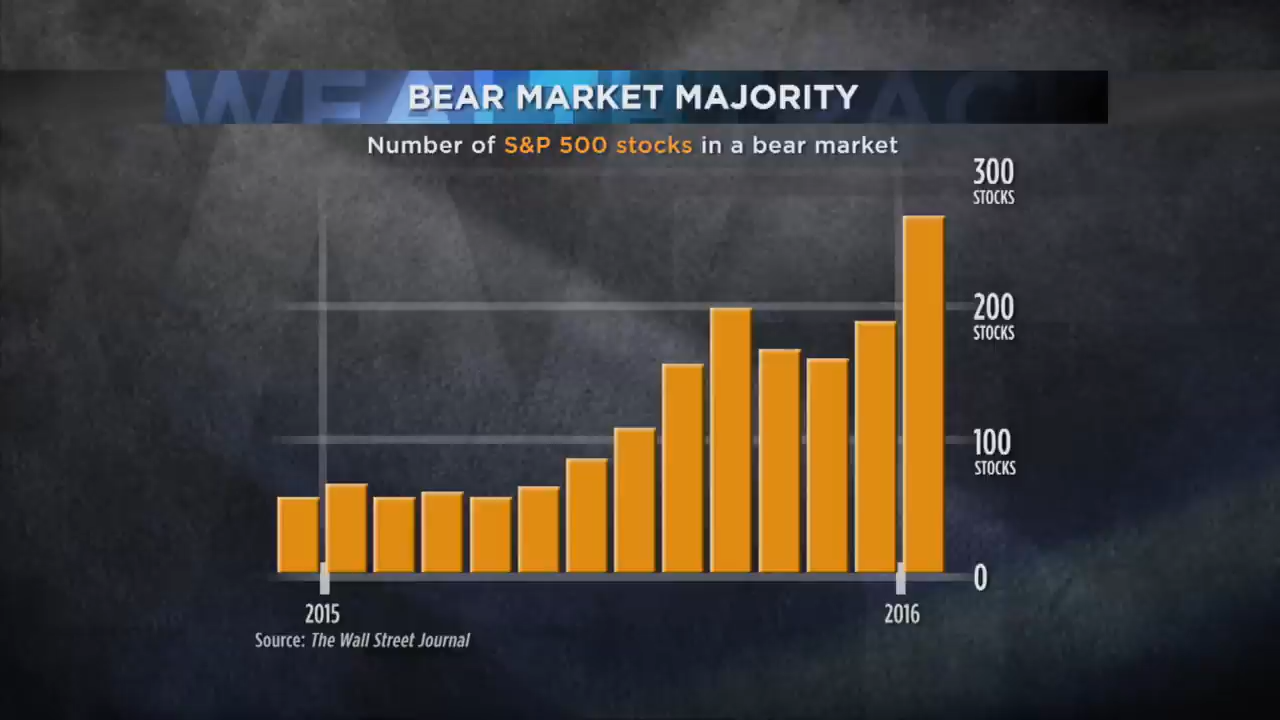 BEAR MARKET MAJORITY
Number of S&P 500 stocks in a bear market
300
STOCKS
200
STOCKS
100
STOCKS
0
2015
2016
Source: The Wall Street Journal